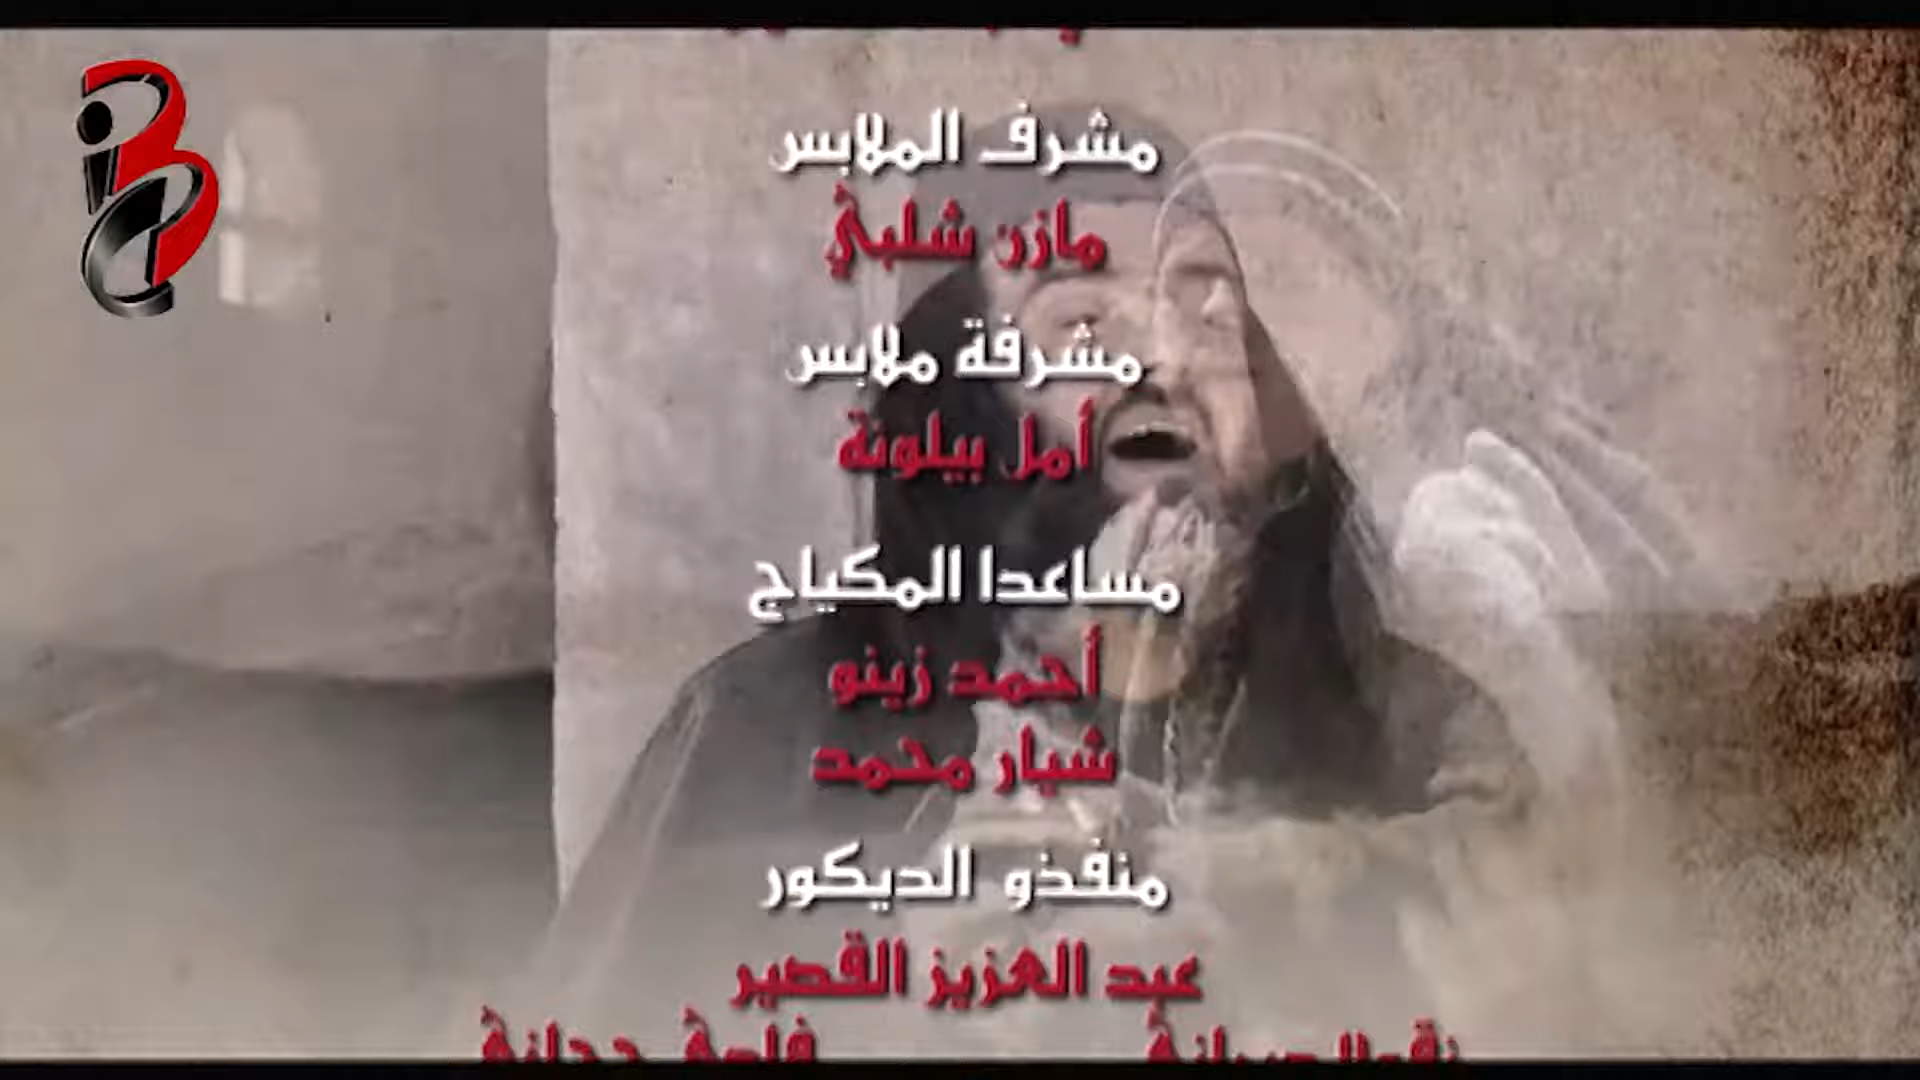 مشرف الملابس
مازن شلبي
مشرفة ملابس
أمل بيلونة
مساعدا المكياج
أحمد زينو
شيار محمد
منفذو الديكور
عبد العزيز القصير